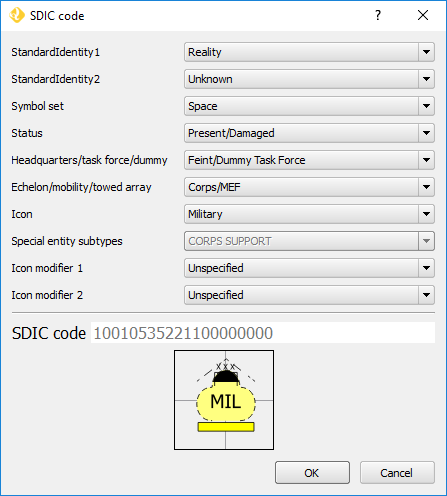 SDIC code
?
StandardIdentity1 Reality
StandardIdentity2 Unknown
Symbol set Space
Status Present/Damaged
Headquarters/task force/dummy Feint/Dummy Task Force
Echelon/mobility/towed array Corps/MEF
Icon Military
Special entity subtypes CORPS SUPPORT
Icon modifier 1 Unspecified
Icon modifier 2 Unspecified
SDIC code 10010535221100000000
XXX
MIL
OK Cancel